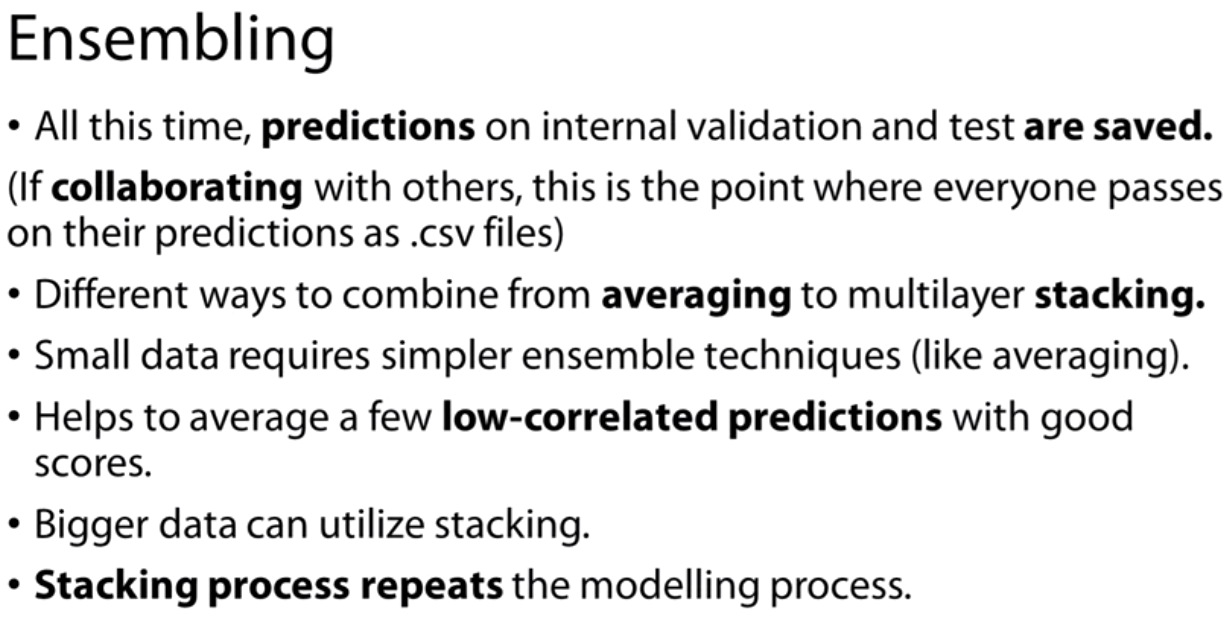 Ensembling
• All this time, predictions on internal validation and test are saved.
(If collaborating with others, this is the point where everyone passes
on their predictions as .csv files)
• Different ways to combine from averaging to multilayer stacking.
• Small data requires simpler ensemble techniques (like averaging).
• Helps to average a few low-correlated predictions with good
scores.
• Bigger data can utilize stacking.
• Stacking process repeats the modelling process.